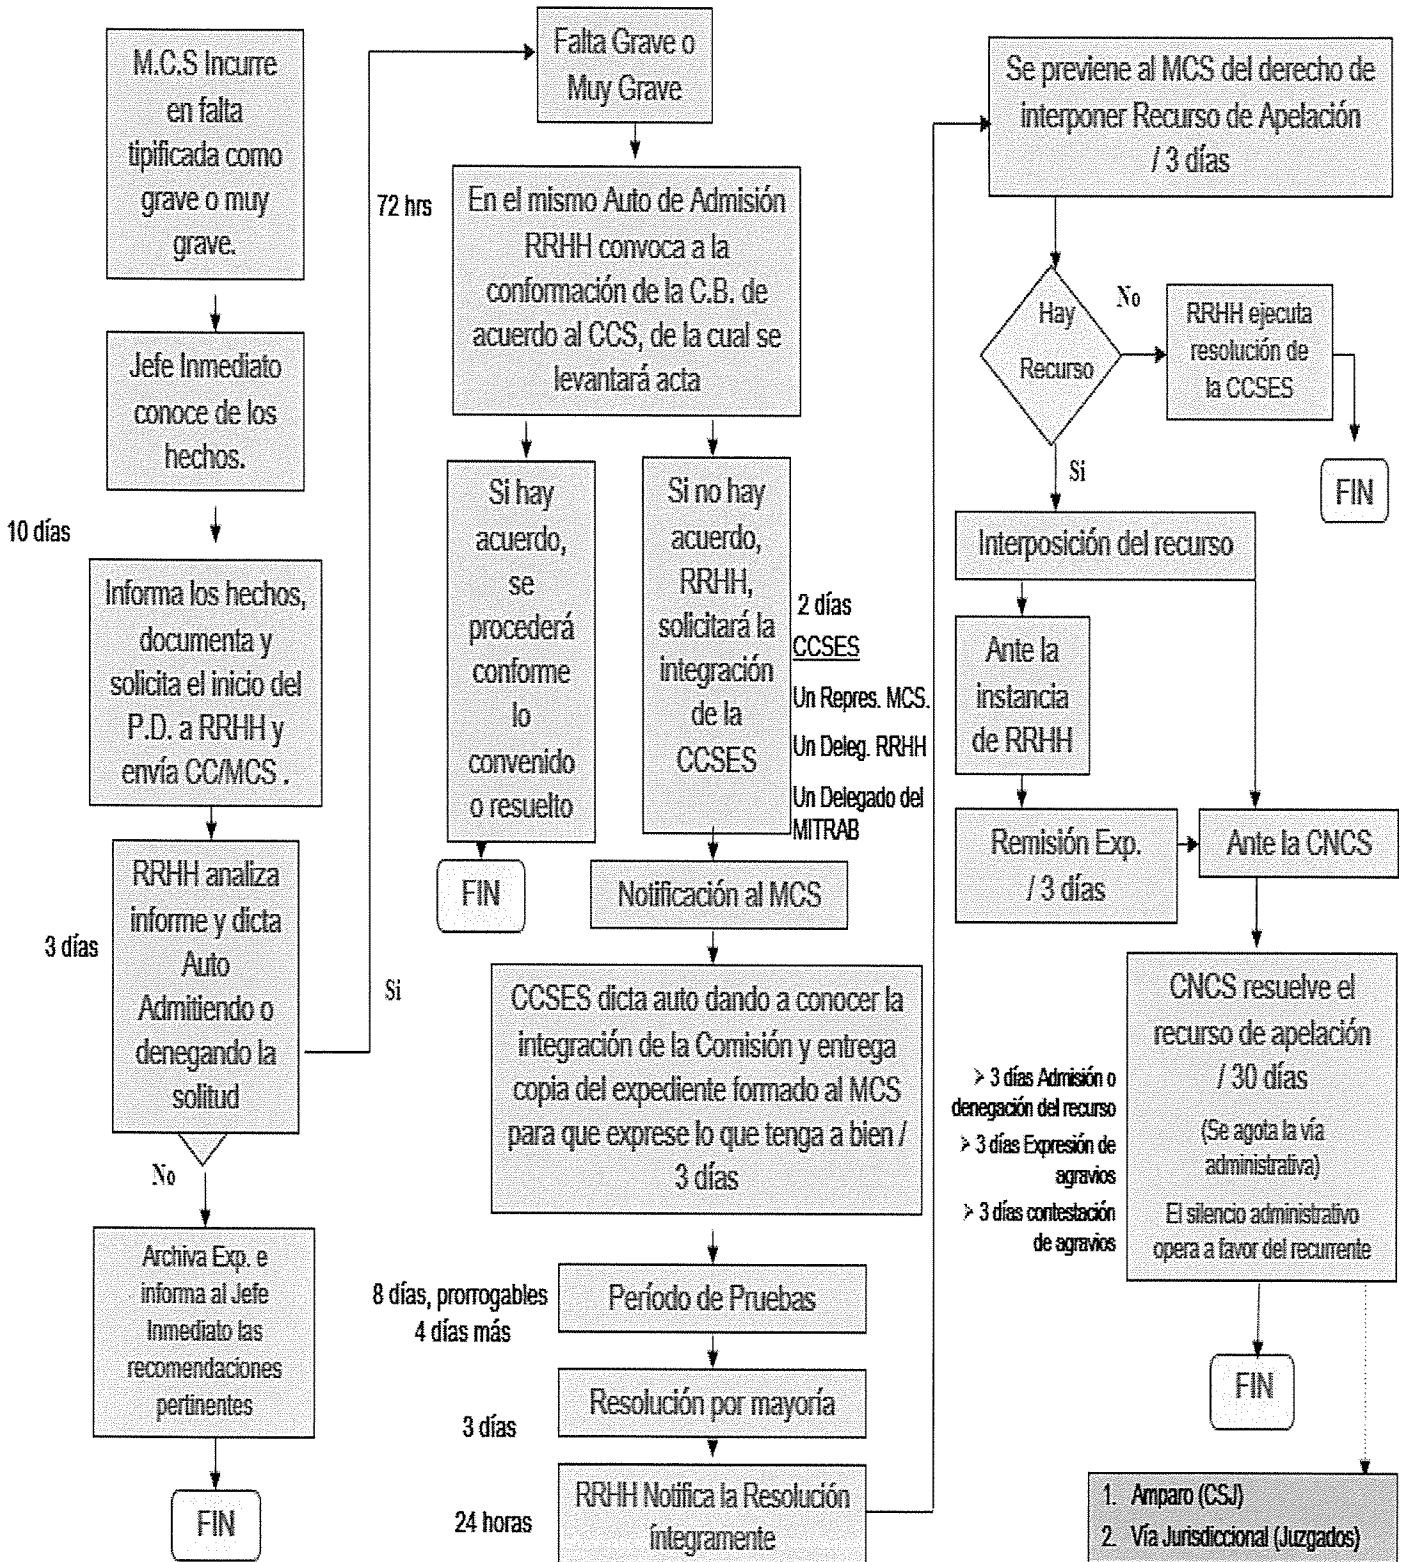 M.C.S Incurre
en falta
tipificada como
grave o muy
grave.
Jefe Inmediato
conoce de los
hechos.
10 días
Informa los hechos,
documenta y
solicita el inicio del
P.D. a RRHH y
envía CC/MCS .
3 días
RRHH analiza
informe y dicta
Auto
Admitiendo o
denegando la
solitud
Si
No
Archiva Exp. e
informa al Jefe
Inmediato las
recomendaciones
pertinentes
FIN
Falta Grave o
Muy Grave
72 hrs
En el mismo Auto de Admisión
RRHH convoca a la
conformación de la C.B. de
acuerdo al CCS, de la cual se
levantará acta
Si hay
acuerdo,
se
procederá
conforme
lo
convenido
o resuelto
FIN
Si no hay
acuerdo,
RRHH,
solicitará la
integración
de la
CCSES
2 días
CCSES
Un Repres. MCS.
Un Deleg. RRHH
Un Delegado del
MITRAB
Notificación al MCS
CCSES dicta auto dando a conocer la
integración de la Comisión y entrega
copia del expediente formado al MCS
para que exprese lo que tenga a bien /
3 días
8 días, prorrogables
4 días más
Período de Pruebas
Resolución por mayoría
3 días
24 horas
RRHH Notifica la Resolución
íntegramente
Se previene al MCS del derecho de
interponer Recurso de Apelación
/ 3 días
Hay
Recurso
No
RRHH ejecuta
resolución de
la CCSES
FIN
Si
Interposición del recurso
Ante la
instancia
de RRHH
Remisión Exp.
/ 3 días
Ante la CNCS
CNCS resuelve el
recurso de apelación
/ 30 días
(Se agota la vía
administrativa)
El silencio administrativo
opera a favor del recurrente
> 3 días Admisión o
denegación del recurso
> 3 días Expresión de
agravios
> 3 días contestación
de agravios
FIN
1. Amparo (CSJ)
2. Vía Jurisdiccional (Juzgados)